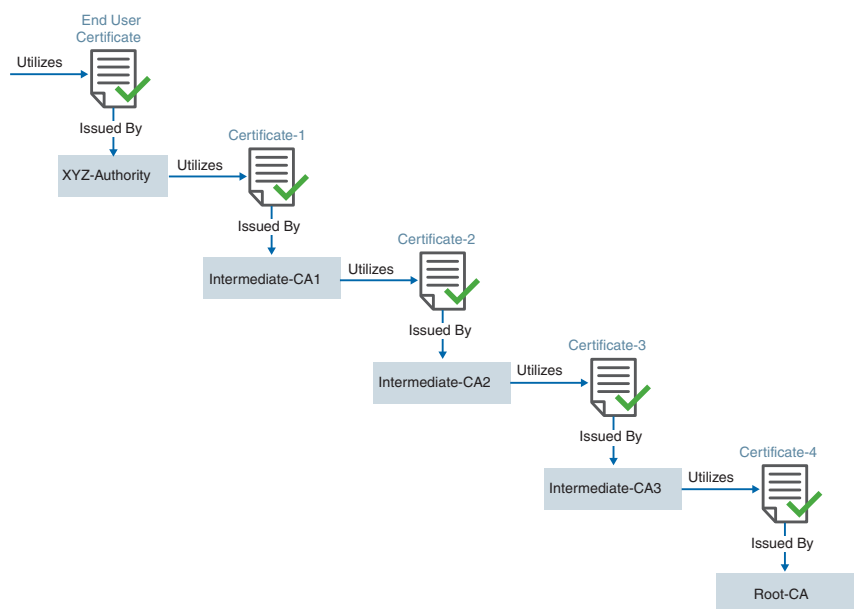 End User
Certificate
Utilizes
Issued By
Certificate-1
XYZ-Authority
Utilizes
Issued By
Certificate-2
Intermediate-CA1
Utilizes
Issued By
Certificate-3
Intermediate-CA2
Utilizes
Issued By
Certificate-4
Intermediate-CA3
Utilizes
Issued By
Root-CA